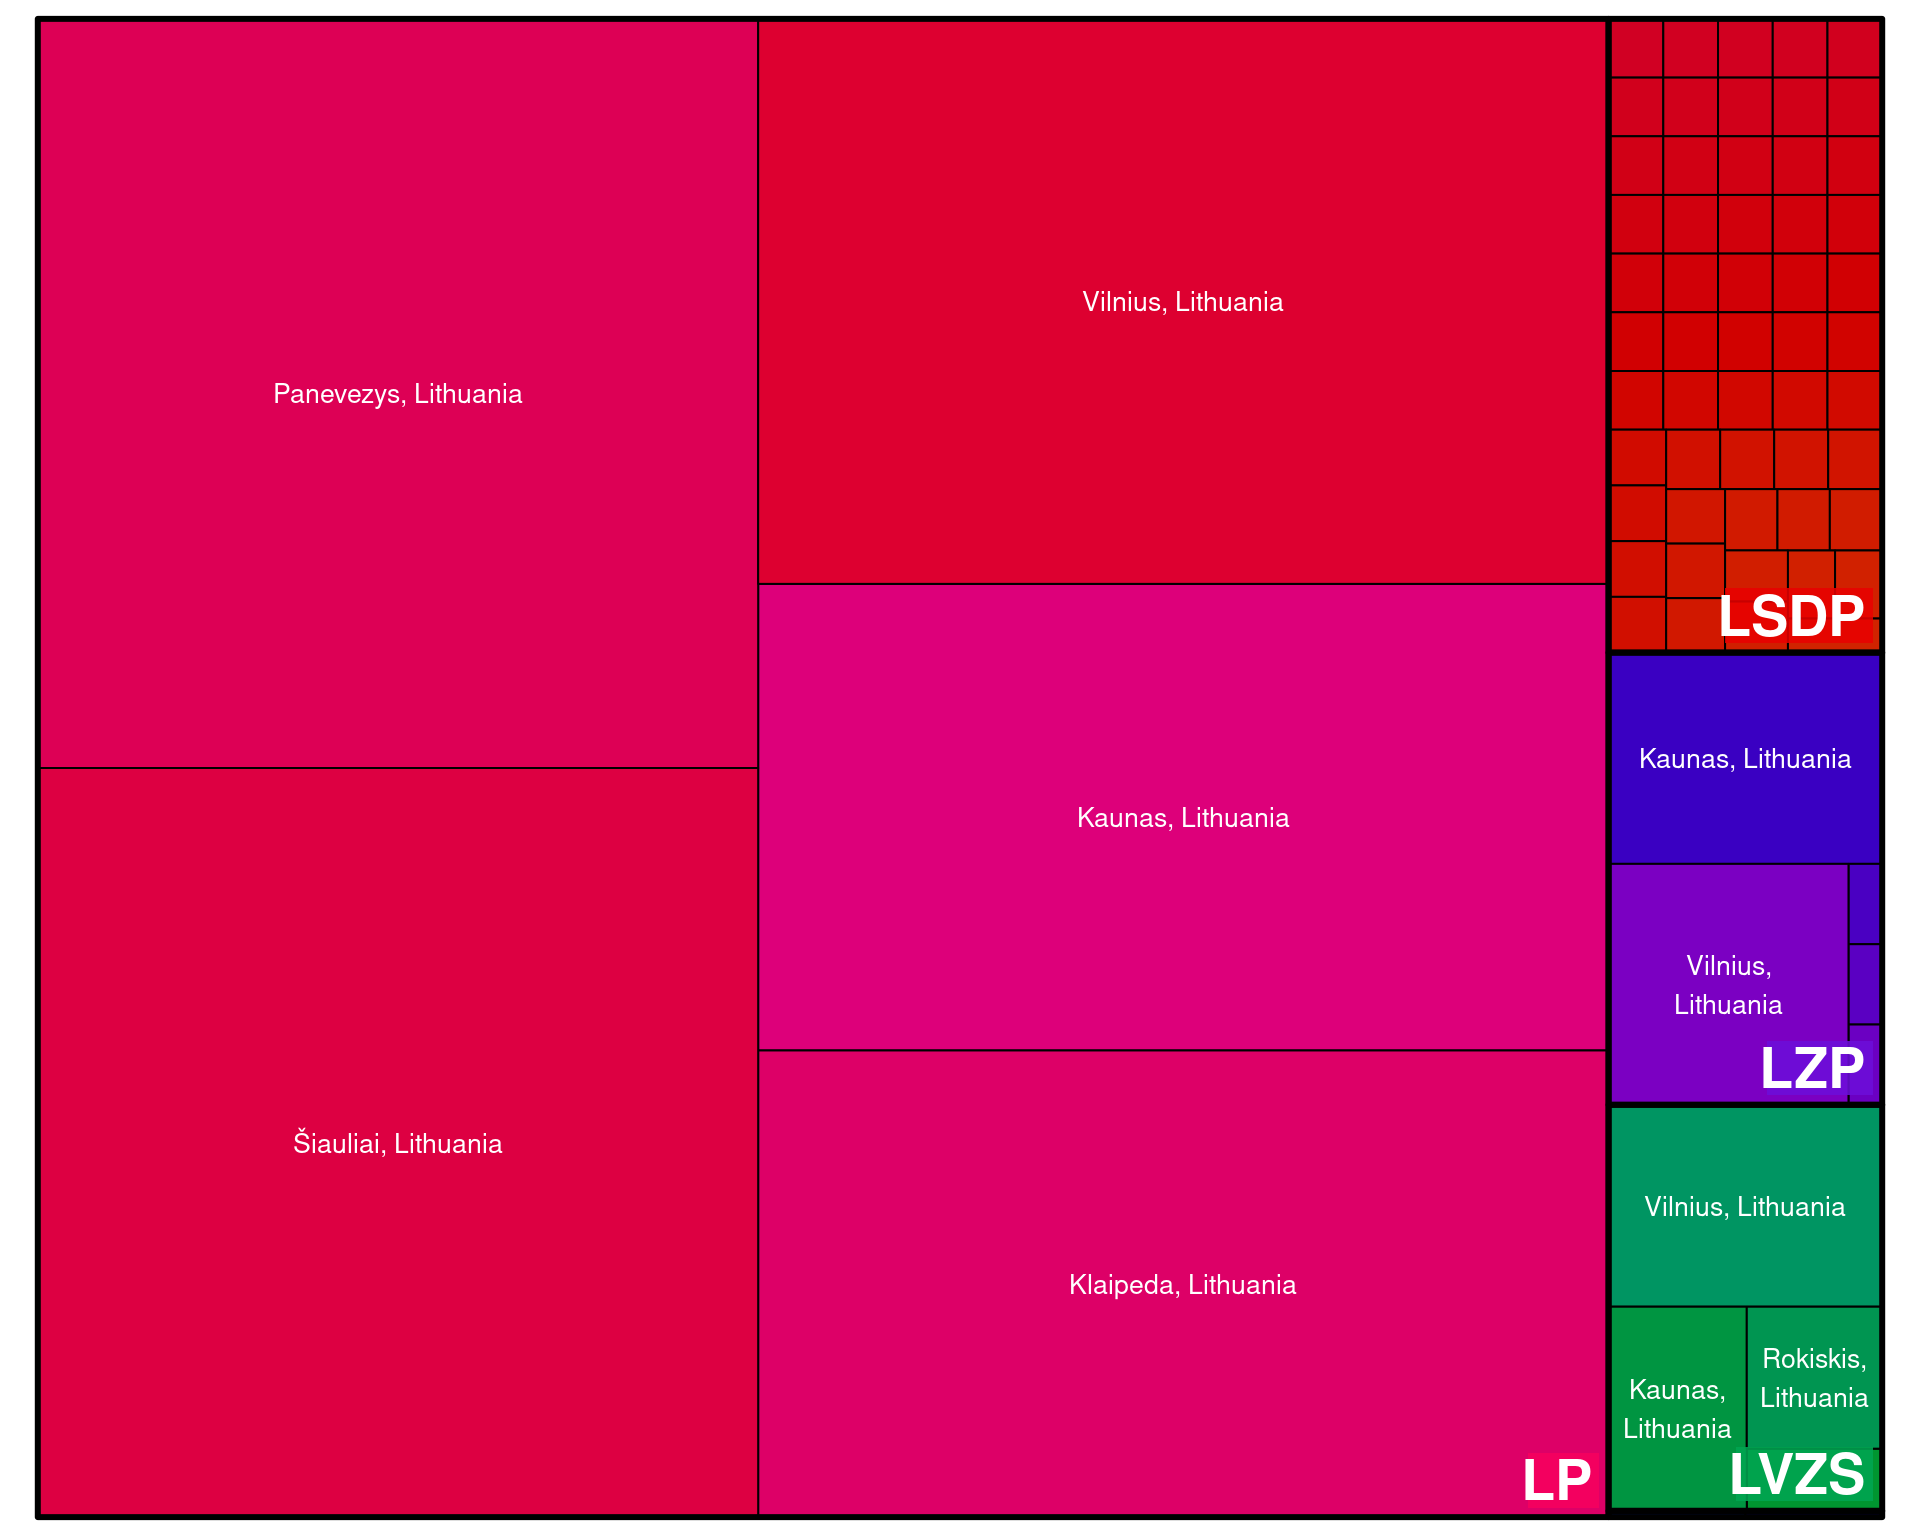 Panevezys, Lithuania
Šiauliai, Lithuania
Vilnius, Lithuania
Kaunas, Lithuania
Klaipeda, Lithuania
LP
LSDP
Kaunas, Lithuania
Vilnius,
Lithuania
LZP
Vilnius, Lithuania
Kaunas,
Lithuania
Rokiskis,
Lithuania
LVZS